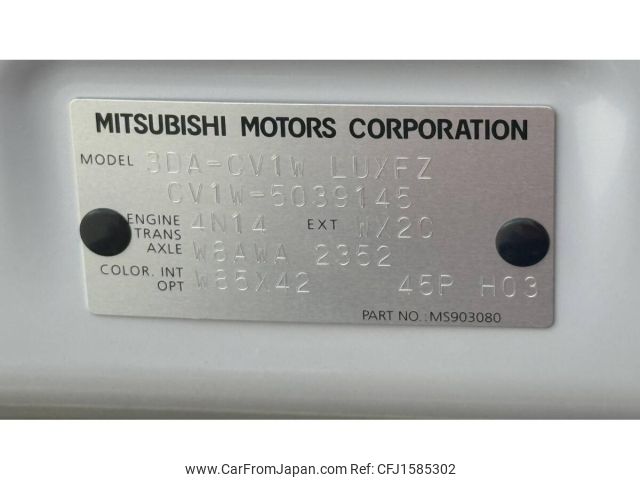 MITSUBISHI MOTORS CORPORATION
MODEL 3DA-CV1W LUXFZ
CV1W-5039145
ENGINE 4N14 EXT WX2C
TRANS
AXLE W8AWA 2352
COLOR. INT W85X42 45P H03
OPT
PART NO.: MS903080
www.CarFromJapan.com - CFJ1585302